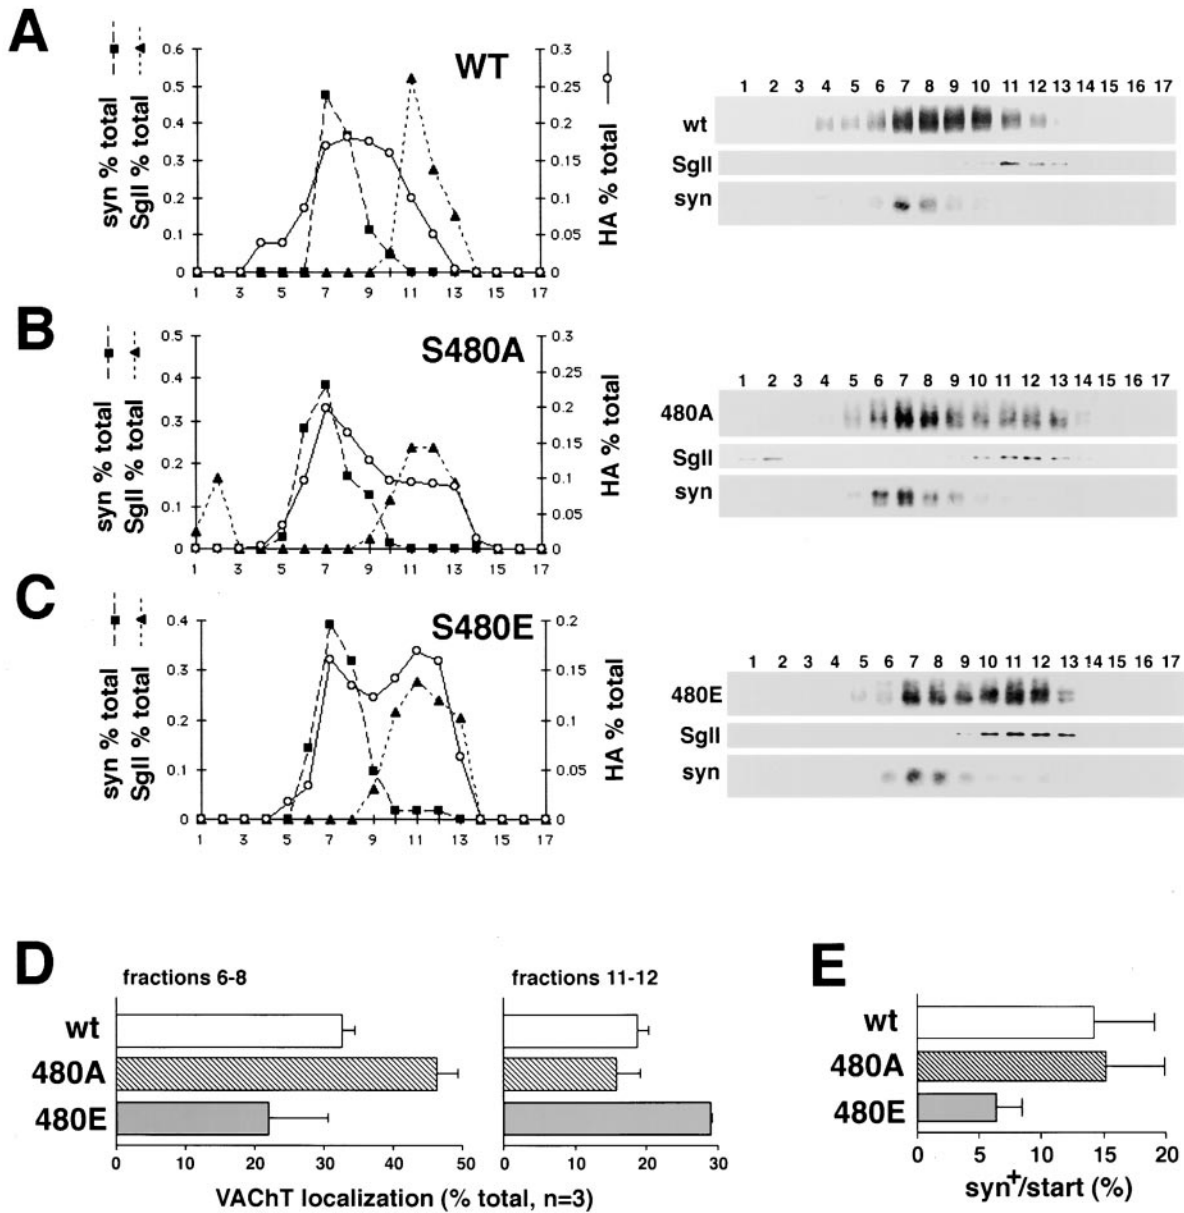 A
syn % total
SgII % total
0.6
0.5
0.4
0.3
0.2
0.1
0
WT
0.3
0.25
0.2
0.15
0.1
0.05
0
HA % total
1 3 5 7 9 11 13 15 17
1 2 3 4 5 6 7 8 9 10 11 12 13 14 15 16 17
wt
SgII
syn
B
syn % total
SgII % total
0.5
0.4
0.3
0.2
0.1
0
S480A
0.3
0.25
0.2
0.15
0.1
0.05
0
HA % total
1 3 5 7 9 11 13 15 17
1 2 3 4 5 6 7 8 9 10 11 12 13 14 15 16 17
480A
SgII
syn
C
syn % total
SgII % total
0.4
0.3
0.2
0.1
0
S480E
0.2
0.15
0.1
0.05
0
HA % total
1 3 5 7 9 11 13 15 17
1 2 3 4 5 6 7 8 9 10 11 12 13 14 15 16 17
480E
SgII
syn
D
fractions 6-8
fractions 11-12
wt
480A
480E
0 10 20 30 40 50
0 10 20 30
VAChT localization (% total, n=3)
E
wt
480A
480E
0 5 10 15 20
syn+/start (%)